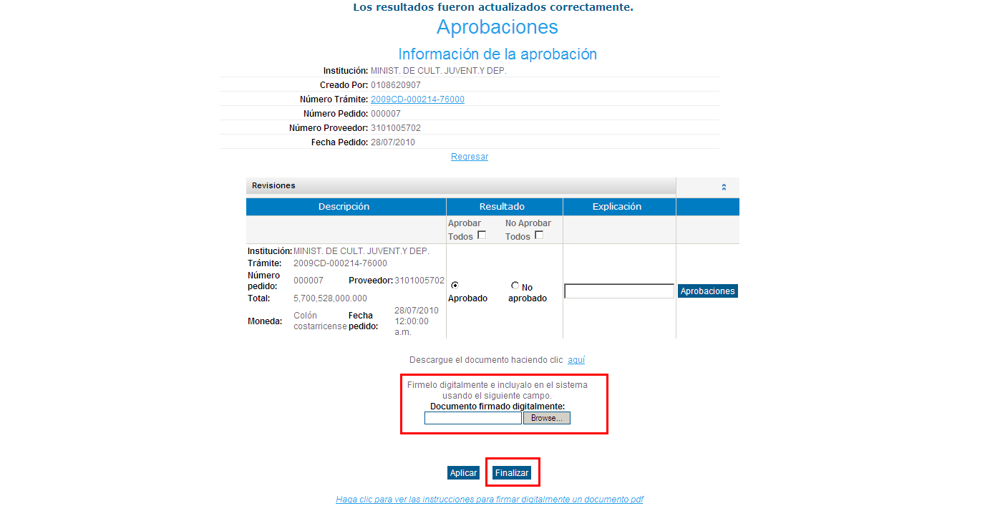 Los resultados fueron actualizados correctamente.
Aprobaciones
Información de la aprobación
Institución: MINIST. DE CULT. JUVENT.Y DEP.
Creado Por: 0108620907
Número Trámite: 2009CD-000214-76000
Número Pedido: 000007
Número Proveedor: 3101005702
Fecha Pedido: 28/07/2010
Regresar
Revisiones
Descripción Resultado Explicación
Aprobar No Aprobar
Todos Todos
Institución: MINIST. DE CULT. JUVENT.Y DEP.
Trámite: 2009CD-000214-76000
Número
pedido: 000007 Proveedor: 3101005702
Total: 5,700,528,000.000
Moneda: Colón
costarricense Fecha
pedido: 28/07/2010
12:00:00
a.m.
Aprobado
No
aprobado
Aprobaciones
Descargue el documento haciendo clic aquí
Firmelo digitalmente e incluyalo en el sistema
usando el siguiente campo.
Documento firmado digitalmente:
Browse...
Aplicar Finalizar
Haga clic para ver las instrucciones para firmar digitalmente un documento pdf